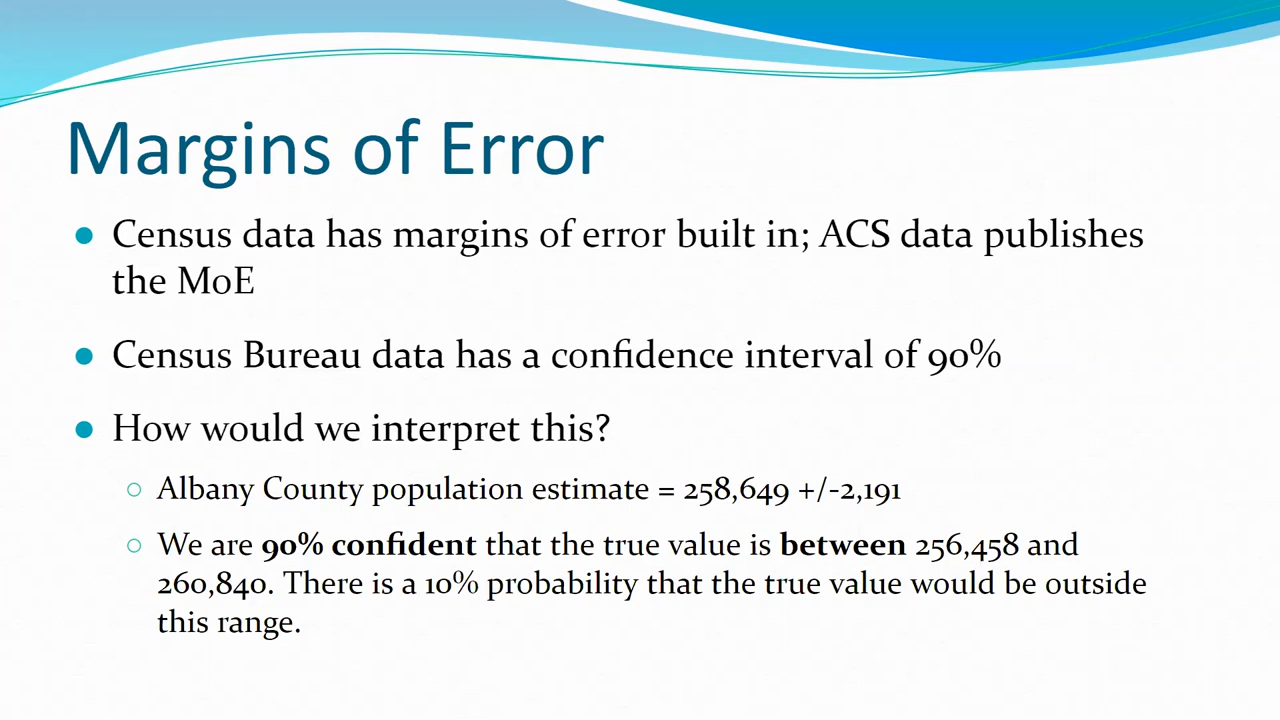 Margins of Error
Census data has margins of error built in; ACS data publishes
the MoE
Census Bureau data has a confidence interval of 90%
How would we interpret this?
Albany County population estimate = 258,649 +/-2,191
We are 90% confident that the true value is between 256,458 and
260,840. There is a 10% probability that the true value would be outside
this range.